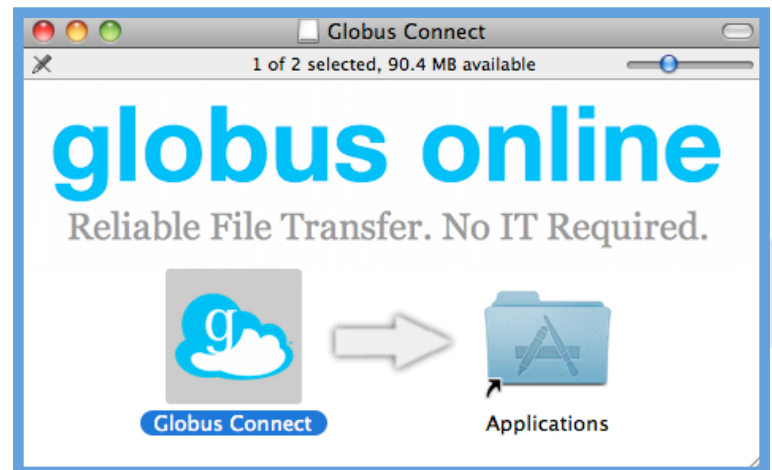 Globus Connect
1 of 2 selected, 90.4 MB available
globus online
Reliable File Transfer. No IT Required.
g
Globus Connect
Applications